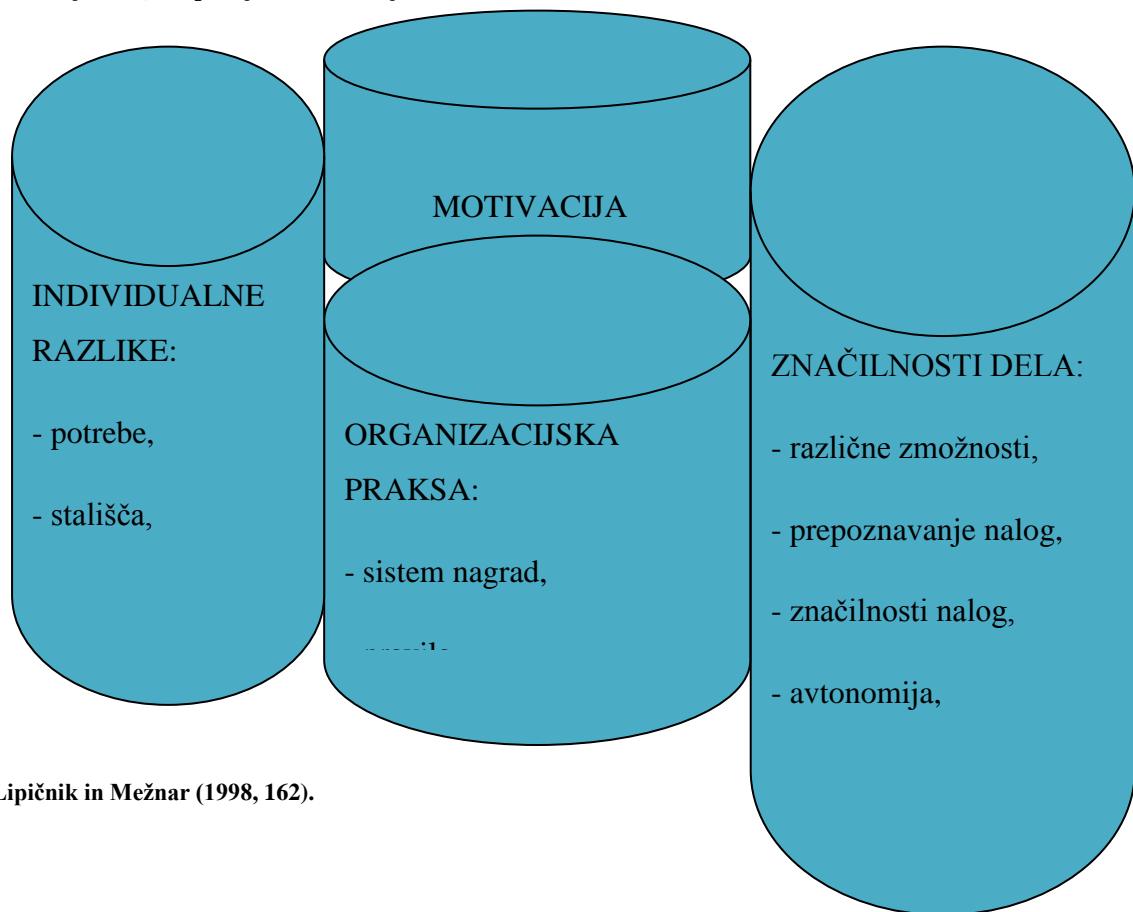 MOTIVACIJA
INDIVIDUALNE
RAZLIKE:
- potrebe,
- stališča,
ORGANIZACIJSKA
PRAKSA:
- sistem nagrad,
ZNAČILNOSTI DELA:
- različne zmožnosti,
- prepoznavanje nalog,
- značilnosti nalog,
- avtonomija,
Lipičnik in Mežnar (1998, 162).